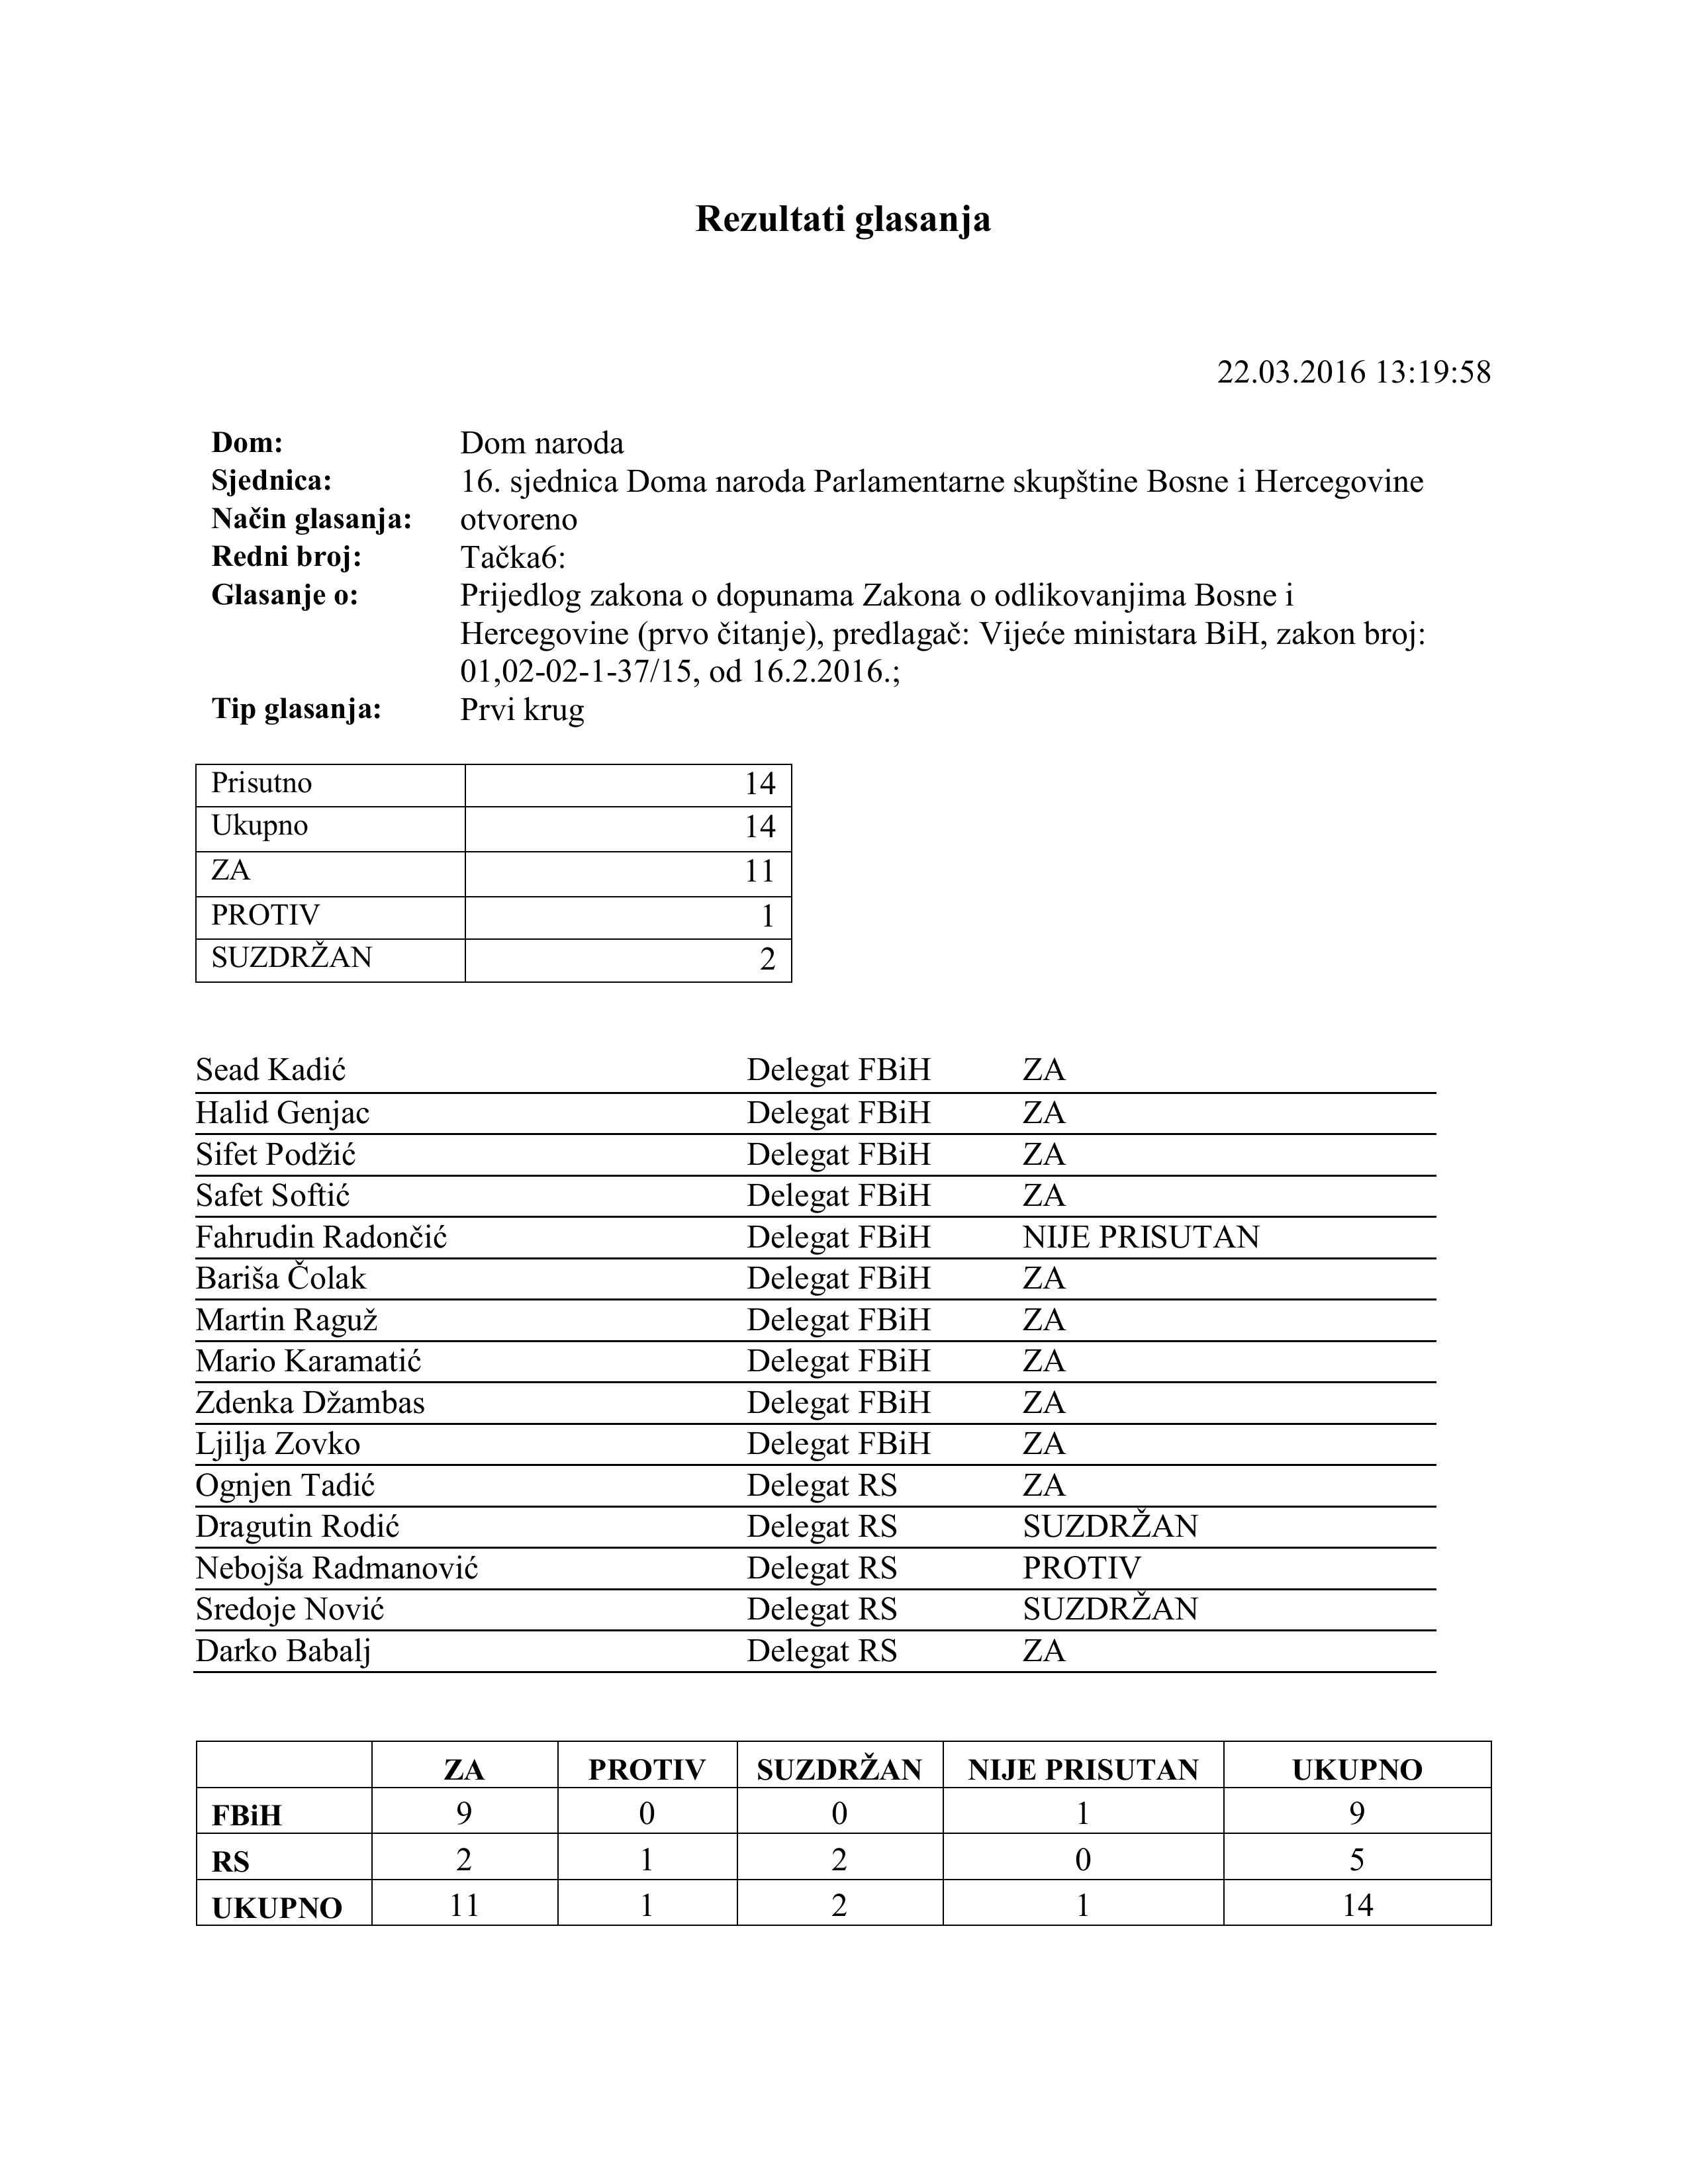 Rezultati glasanja
22.03.2016 13:19:58
Dom: Dom naroda
Sjednica: 16. sjednica Doma naroda Parlamentarne skupštine Bosne i Hercegovine
Način glasanja: otvoreno
Redni broj: Tačka6:
Glasanje o: Prijedlog zakona o dopunama Zakona o odlikovanjima Bosne i
Hercegovine (prvo čitanje), predlagač: Vijeće ministara BiH, zakon broj:
01,02-02-1-37/15, od 16.2.2016.;
Tip glasanja: Prvi krug
Prisutno 14
Ukupno 14
ZA 11
PROTIV 1
SUZDRŽAN 2
Sead Kadić Delegat FBiH ZA
Halid Genjac Delegat FBiH ZA
Sifet Podžić Delegat FBiH ZA
Safet Softić Delegat FBiH ZA
Fahrudin Radončić Delegat FBiH NIJE PRISUTAN
Bariša Čolak Delegat FBiH ZA
Martin Raguž Delegat FBiH ZA
Mario Karamatić Delegat FBiH ZA
Zdenka Džambas Delegat FBiH ZA
Ljilja Zovko Delegat FBiH ZA
Ognjen Tadić Delegat RS ZA
Dragutin Rodić Delegat RS SUZDRŽAN
Nebojša Radmanović Delegat RS PROTIV
Sredoje Nović Delegat RS SUZDRŽAN
Darko Babalj Delegat RS ZA
ZA PROTIV SUZDRŽAN NIJE PRISUTAN UKUPNO
FBiH 9 0 0 1 9
RS 2 1 2 0 5
UKUPNO 11 1 2 1 14